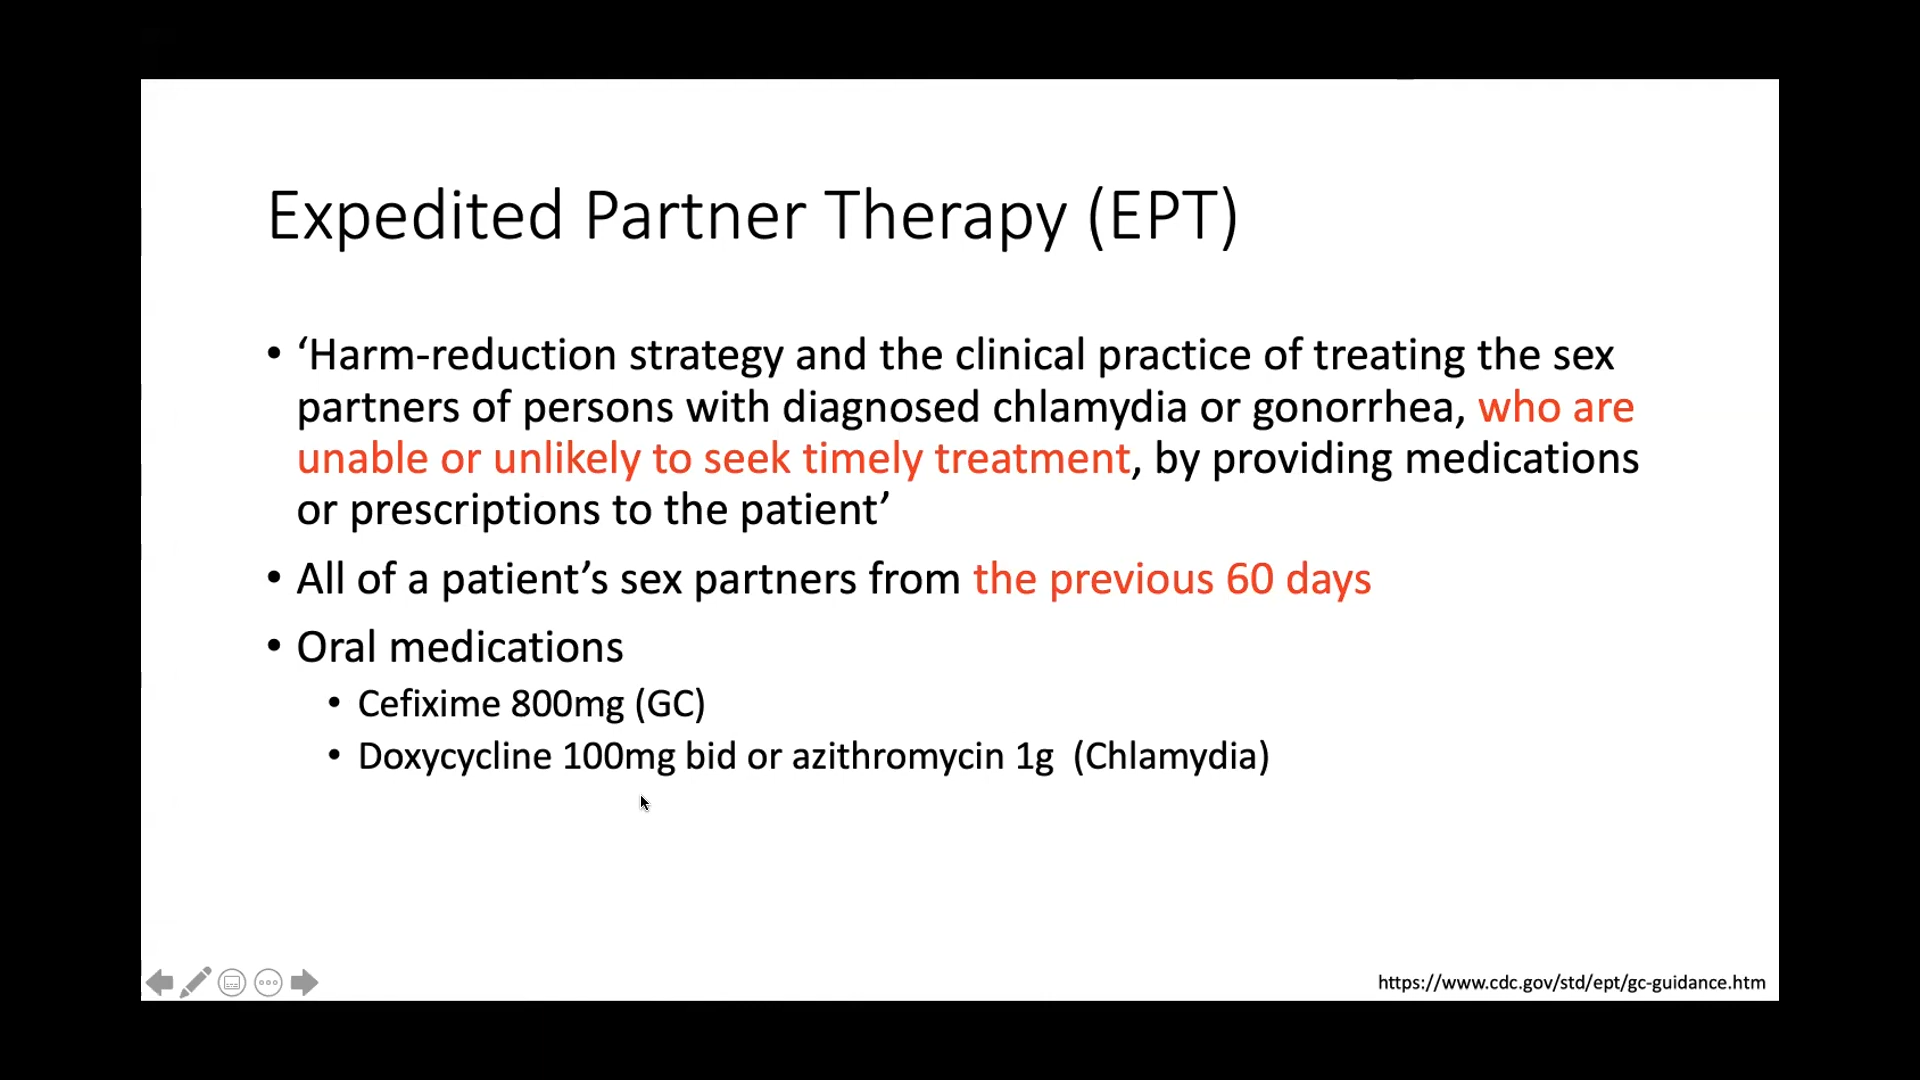 Expedited Partner Therapy (EPT)
• ‘Harm-reduction strategy and the clinical practice of treating the sex
partners of persons with diagnosed chlamydia or gonorrhea, who are
unable or unlikely to seek timely treatment, by providing medications
or prescriptions to the patient’
• All of a patient’s sex partners from the previous 60 days
• Oral medications
• Cefixime 800mg (GC)
• Doxycycline 100mg bid or azithromycin 1g  (Chlamydia)
https://www.cdc.gov/std/ept/gc-guidance.htm